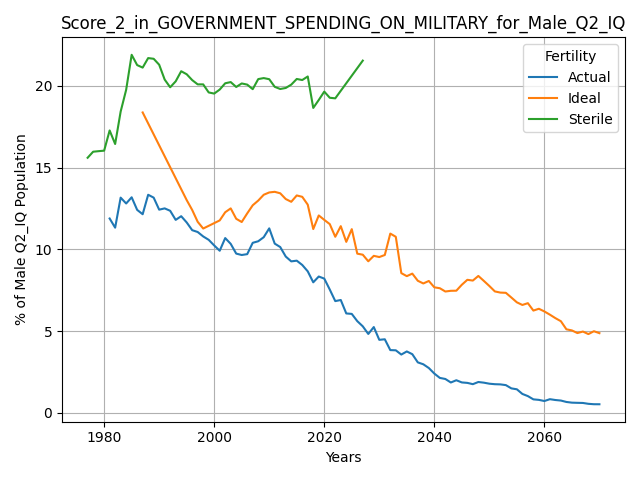 Score_2_in_GOVERNMENT_SPENDING_ON_MILITARY_for_Male_Q2_IQ
Fertility
Actual
Ideal
Sterile
% of Male Q2_IQ Population
20
15
10
5
0
1980 2000 2020 2040 2060
Years